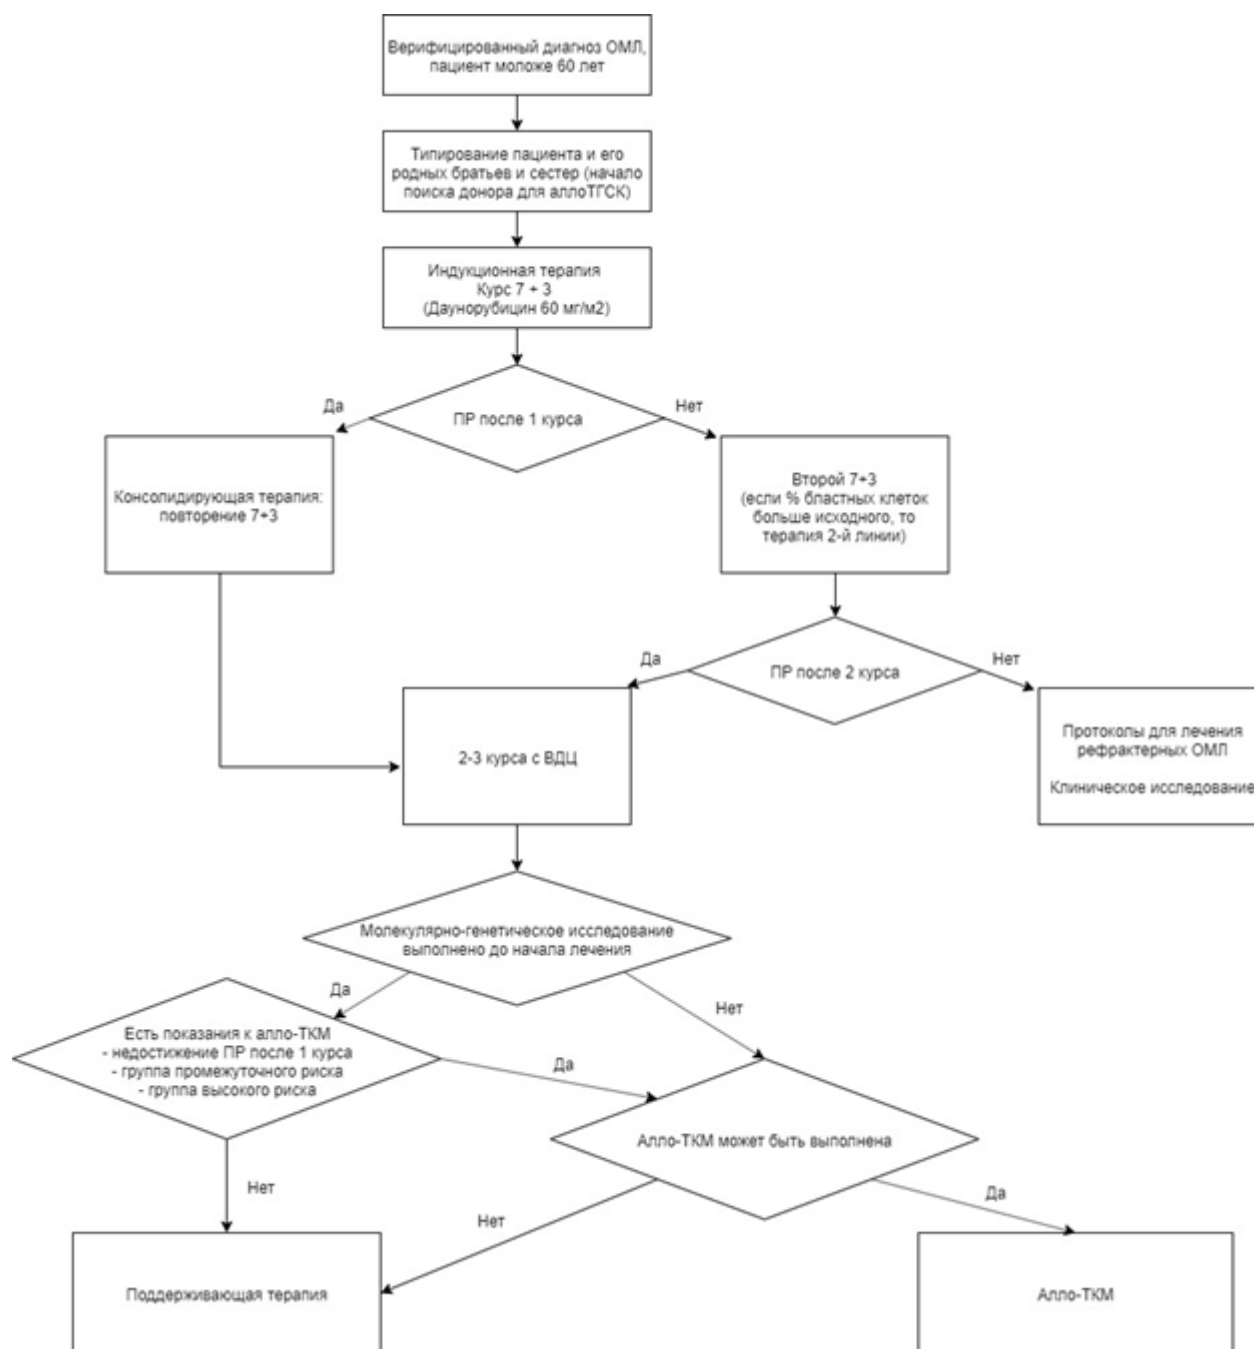 Верифицированный диагноз ОМЛ,
пациент моложе 60 лет
Типирование пациента и его
родных братьев и сестер (начало
поиска донора для аллоТГСК)
Индукционная терапия
Курс 7 + 3
(Даунорубицин 60 мг/м2)
ПР после 1 курса
Да
Нет
Консолидирующая терапия:
повторение 7+3
Второй 7+3
(если % бластных клеток
больше исходного, то
терапия 2-й линии)
ПР после 2 курса
Да
Нет
2-3 курса с ВДЦ
Протоколы для лечения
рефрактерных ОМЛ
Клиническое исследование
Молекулярно-генетическое исследование
выполнено до начала лечения
Да
Нет
Есть показания к алло-ТКМ
- недостижение ПР после 1 курса
- группа промежуточного риска
- группа высокого риска
Да
Алло-ТКМ может быть выполнена
Нет
Нет
Да
Поддерживающая терапия
Алло-ТКМ